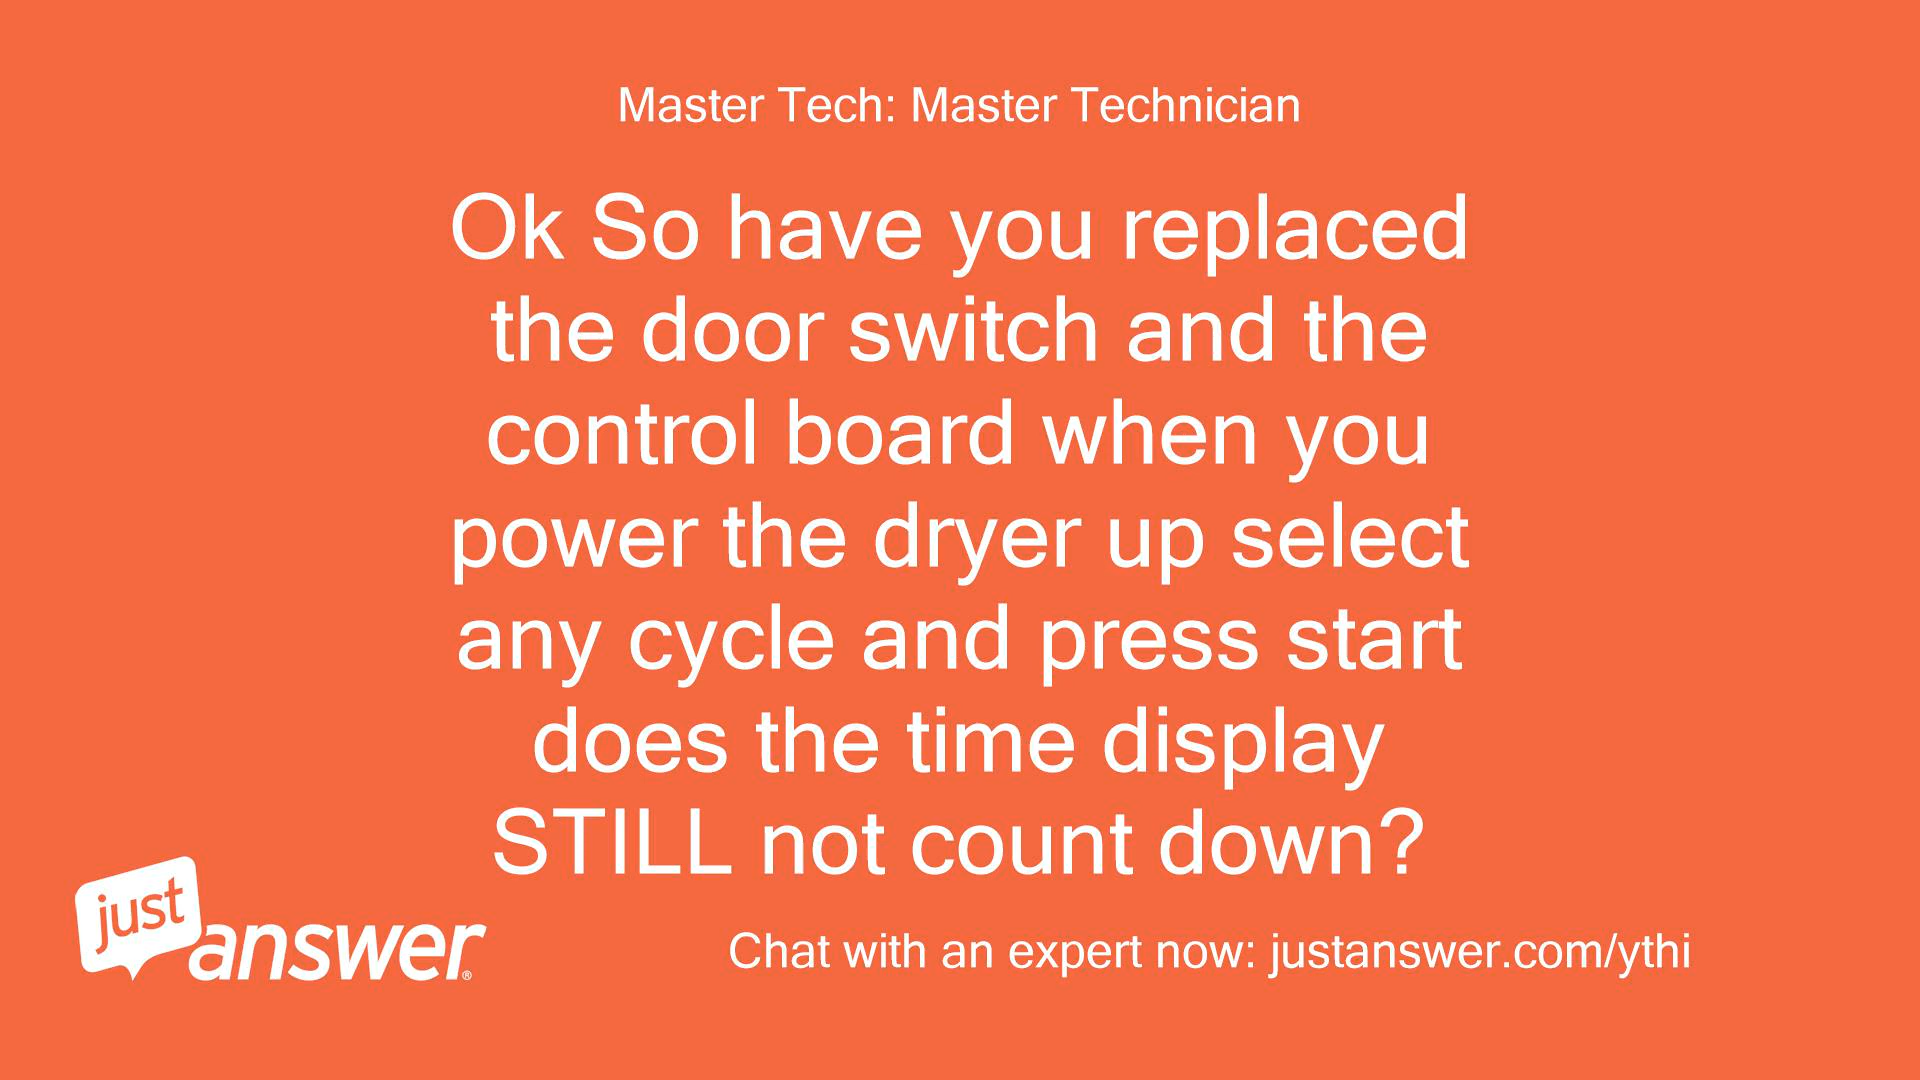 Master Tech: Master Technician
Ok So have you replaced
the door switch and the
control board when you
power the dryer up select
any cycle and press start
does the time display
STILL not count down?
just
answer®
Chat with an expert now: justanswer.com/ythi